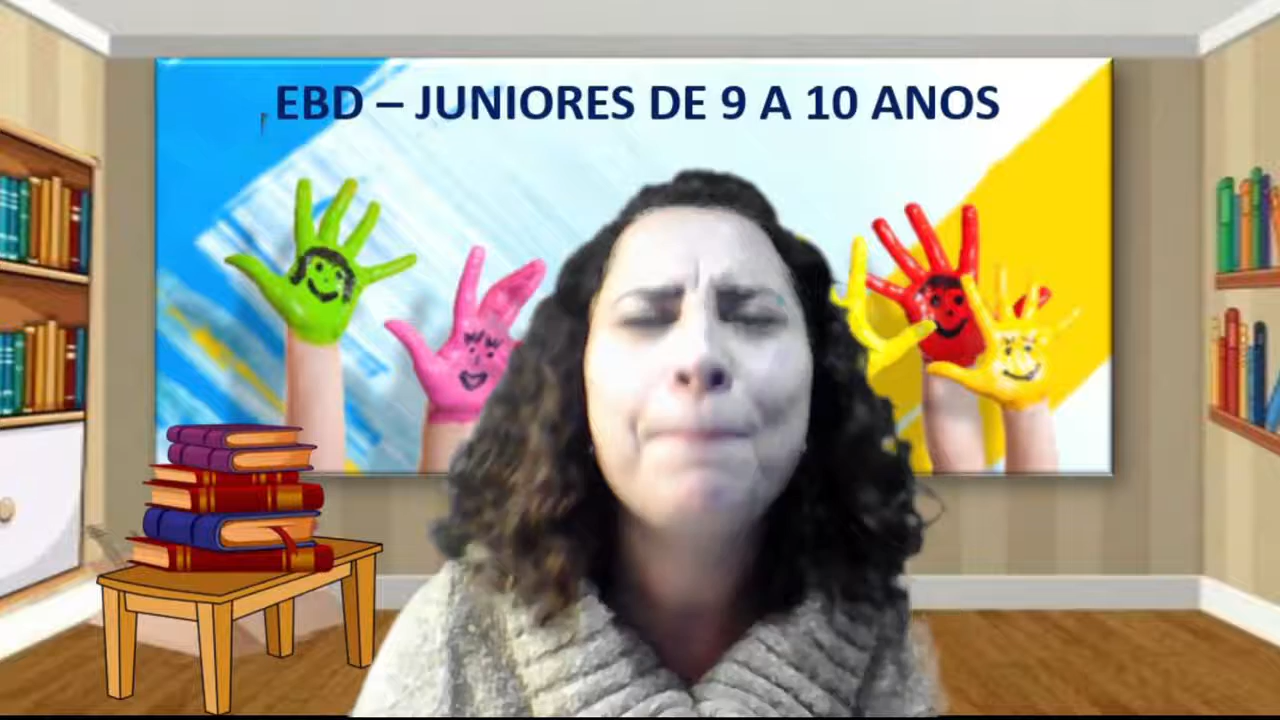 EBD – JUNIORES DE 9 A 10 ANOS